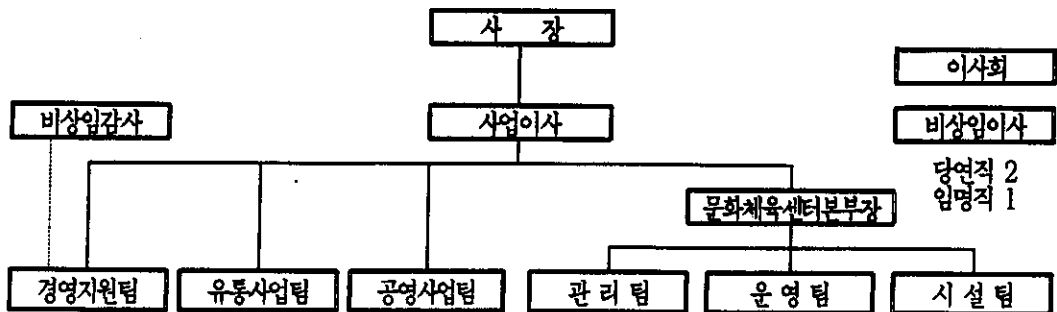 사 장
이사회
비상임감사
사업이사
비상임이사
당연직 2
임명직 1
문화체육센터본부장
경영지원팀
유통사업팀
공영사업팀
관리팀
운영팀
시설팀